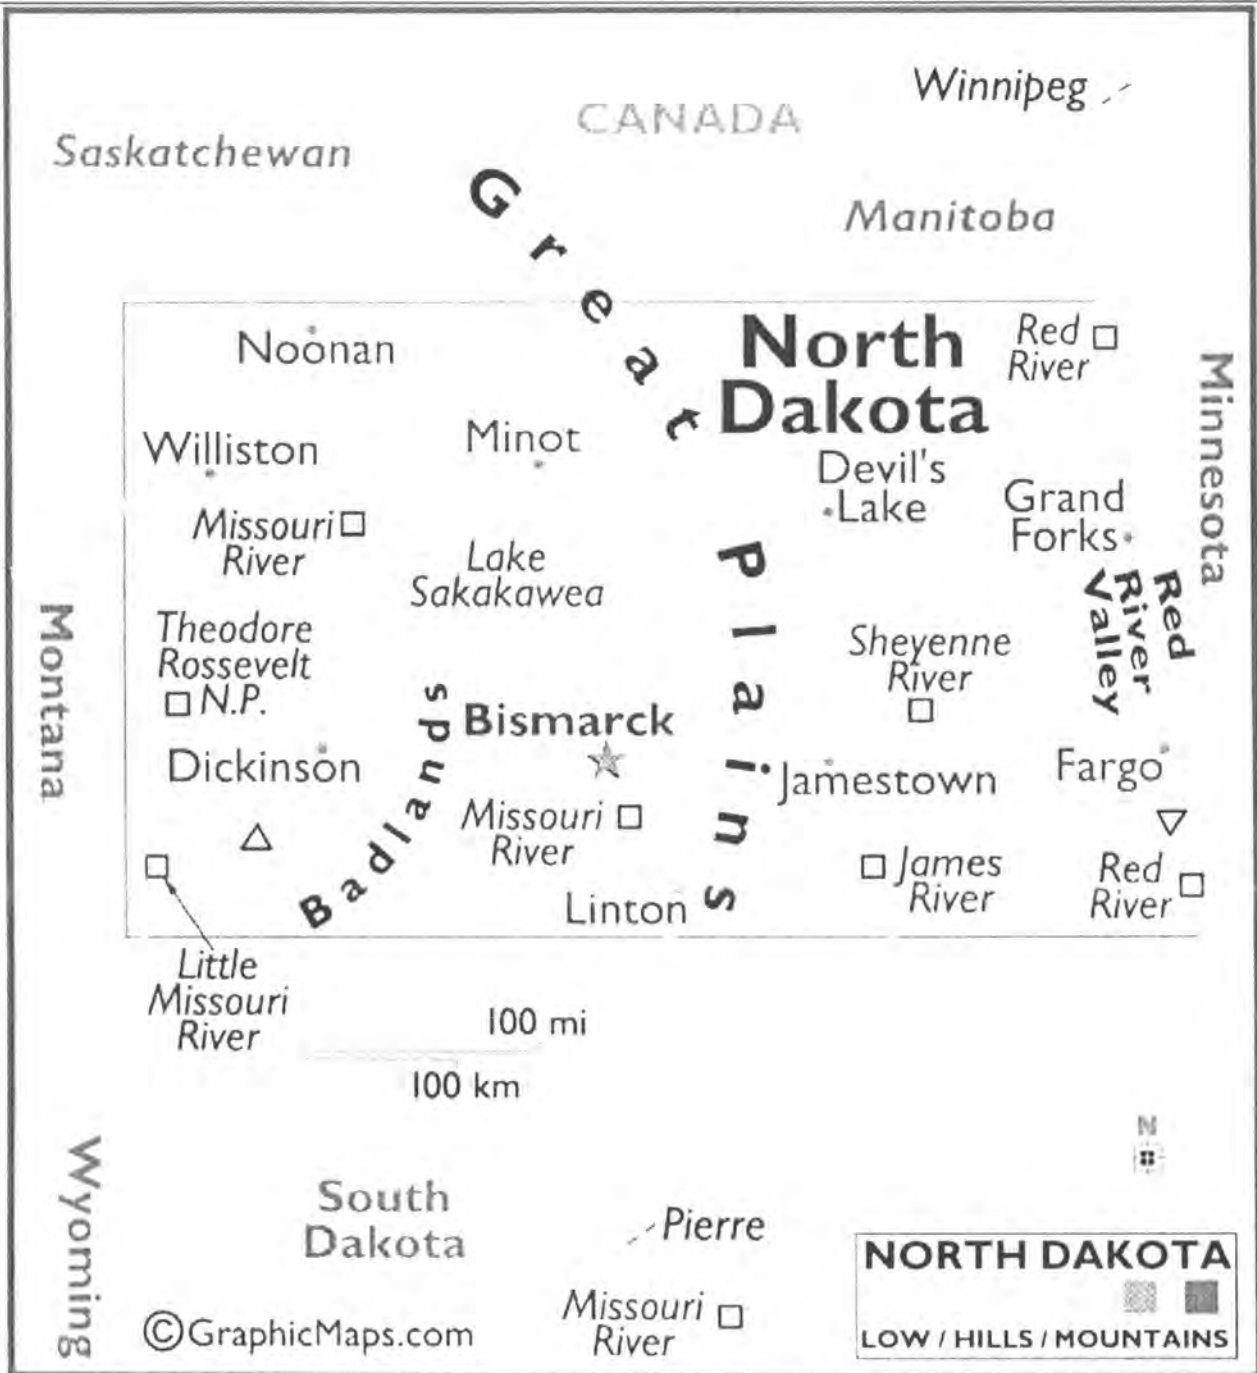 Winnipeg
CANADA
Saskatchewan
Manitoba
Great
Plains
Noonan
North
Dakota
Red
River
Minnesota
Williston
Minot
Devil's
Lake
Grand
Forks
Missouri
River
Lake
Sakakawea
Red
River
Valley
Montana
Theodore
Rossevelt
N.P.
Sheyenne
River
Badlands
Bismarck
Dickinson
Jamestown
Fargo
Missouri
River
James
River
Red
River
Linton
Little
Missouri
River
100 mi
100 km
N
Wyoming
South
Dakota
Pierre
Missouri
River
©GraphicMaps.com
NORTH DAKOTA
LOW / HILLS / MOUNTAINS